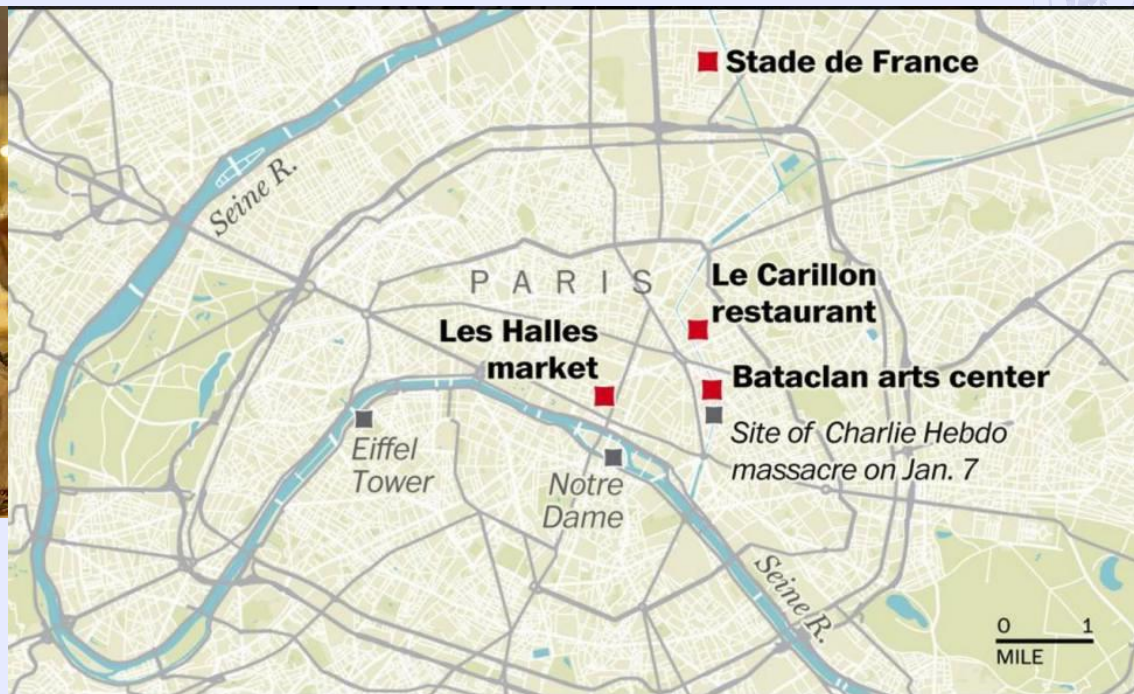 Stade de France
Seine R.
PARIS
Le Carillon
restaurant
Les Halles
market
Bataclan arts center
Site of Charlie Hebdo
massacre on Jan. 7
Eiffel
Tower
Notre
Dame
Seine R.
0 1
MILE